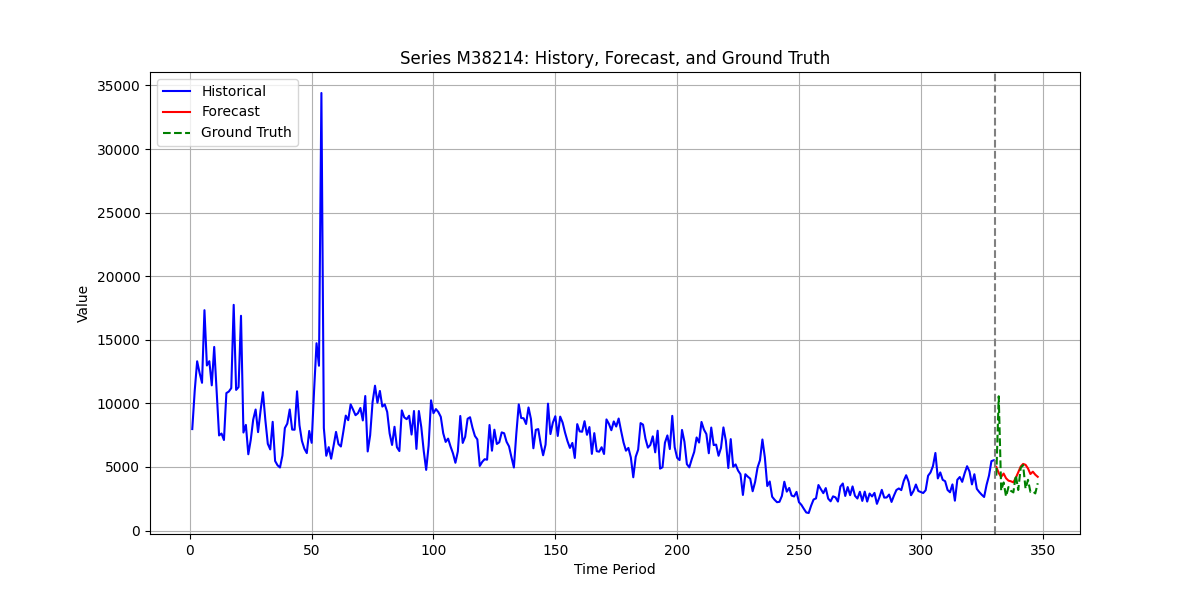 Series M38214: History, Forecast, and Ground Truth
Historical
Forecast
Ground Truth
35000
30000
25000
20000
15000
10000
5000
0
Value
0 50 100 150 200 250 300 350
Time Period